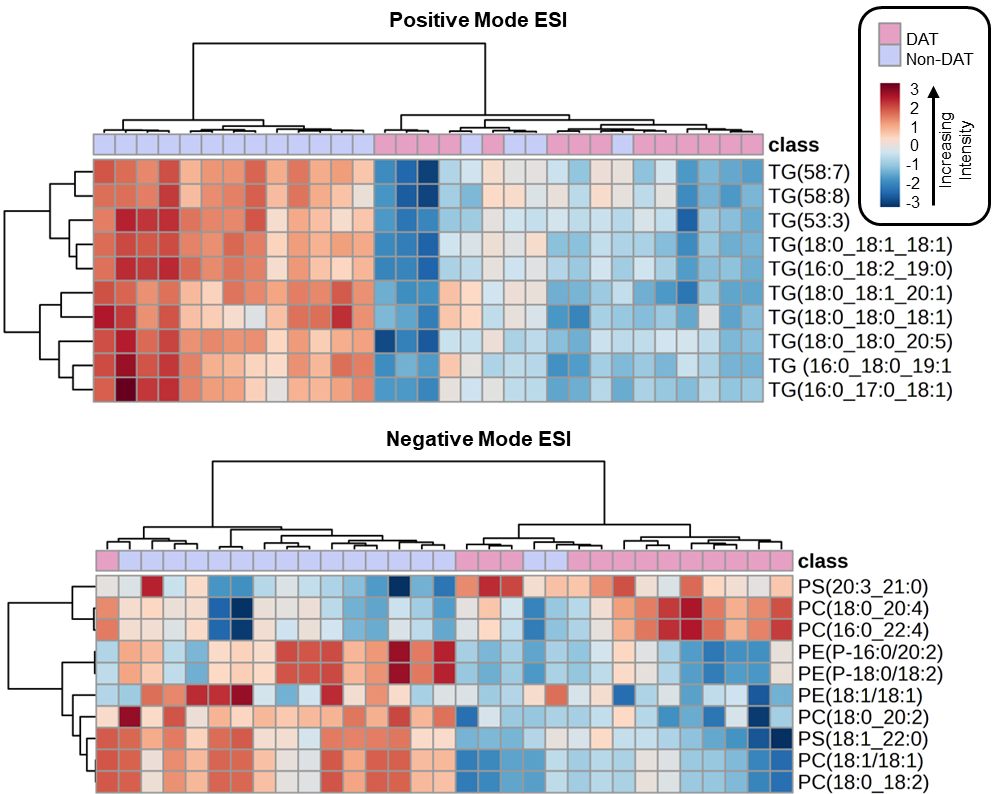 Positive Mode ESI
DAT
Non-DAT
3
2
1
0
-1
-2
-3
Increasing
Intensity
class
TG(58:7)
TG(58:8)
TG(53:3)
TG(18:0_18:1_18:1)
TG(16:0_18:2_19:0)
TG(18:0_18:1_20:1)
TG(18:0_18:0_18:1)
TG(18:0_18:0_20:5)
TG (16:0_18:0_19:1
TG(16:0_17:0_18:1)
Negative Mode ESI
class
PS(20:3_21:0)
PC(18:0_20:4)
PC(16:0_22:4)
PE(P-16:0/20:2)
PE(P-18:0/18:2)
PE(18:1/18:1)
PC(18:0_20:2)
PS(18:1_22:0)
PC(18:1/18:1)
PC(18:0_18:2)